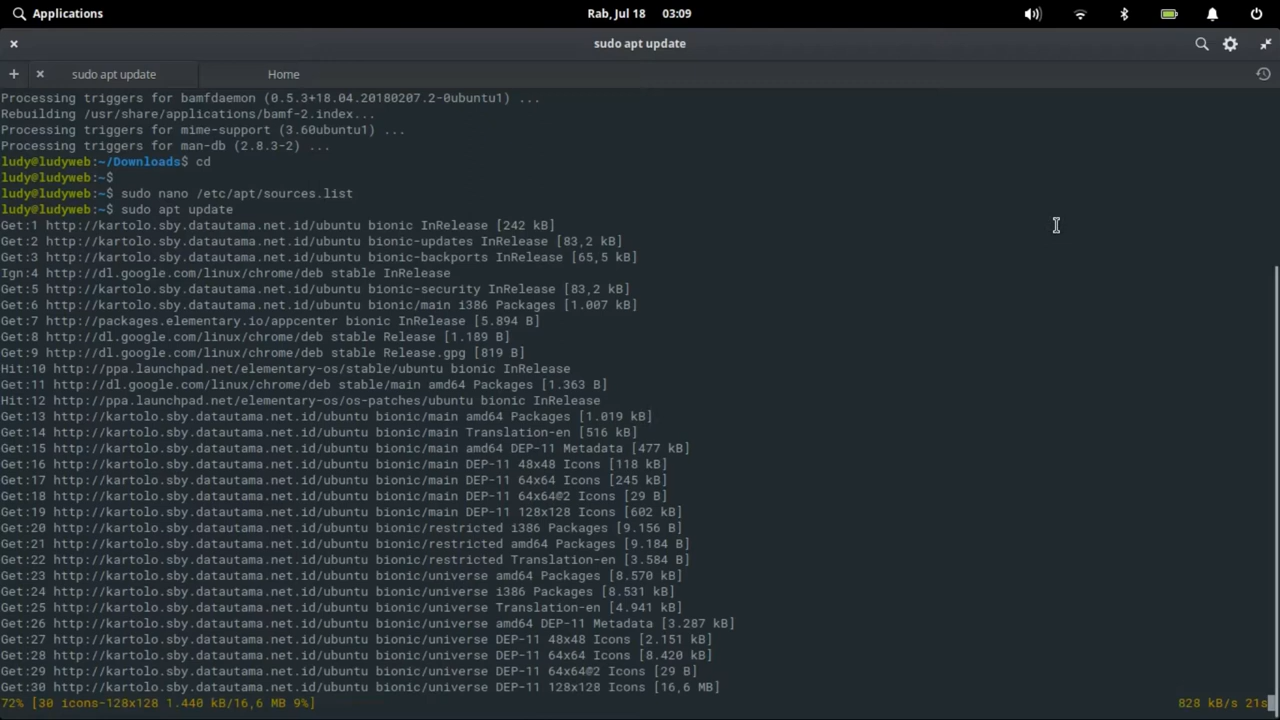 Applications
Rab, Jul 18 03:09
sudo apt update
sudo apt update
Home
Processing triggers for bamfdaemon (0.5.3+18.04.20180207.2-0ubuntu1) ...
Rebuilding /usr/share/applications/bamf-2.index...
Processing triggers for mime-support (3.60ubuntu1) ...
Processing triggers for man-db (2.8.3-2) ...
ludy@ludyweb:~/Downloads$ cd
ludy@ludyweb:~$
ludy@ludyweb:~$ sudo nano /etc/apt/sources.list
ludy@ludyweb:~$ sudo apt update
Get:1 http://kartolo.sby.datautama.net.id/ubuntu bionic InRelease [242 kB]
Get:2 http://kartolo.sby.datautama.net.id/ubuntu bionic-updates InRelease [83,2 kB]
Get:3 http://kartolo.sby.datautama.net.id/ubuntu bionic-backports InRelease [65,5 kB]
Ign:4 http://dl.google.com/linux/chrome/deb stable InRelease
Get:5 http://kartolo.sby.datautama.net.id/ubuntu bionic-security InRelease [83,2 kB]
Get:6 http://kartolo.sby.datautama.net.id/ubuntu bionic/main i386 Packages [1.007 kB]
Get:7 http://packages.elementary.io/appcenter bionic InRelease [5.894 B]
Get:8 http://dl.google.com/linux/chrome/deb stable Release [1.189 B]
Get:9 http://dl.google.com/linux/chrome/deb stable Release.gpg [819 B]
Hit:10 http://ppa.launchpad.net/elementary-os/stable/ubuntu bionic InRelease
Get:11 http://dl.google.com/linux/chrome/deb stable/main amd64 Packages [1.363 B]
Hit:12 http://ppa.launchpad.net/elementary-os/os-patches/ubuntu bionic InRelease
Get:13 http://kartolo.sby.datautama.net.id/ubuntu bionic/main amd64 Packages [1.019 kB]
Get:14 http://kartolo.sby.datautama.net.id/ubuntu bionic/main Translation-en [516 kB]
Get:15 http://kartolo.sby.datautama.net.id/ubuntu bionic/main amd64 DEP-11 Metadata [477 kB]
Get:16 http://kartolo.sby.datautama.net.id/ubuntu bionic/main DEP-11 48x48 Icons [118 kB]
Get:17 http://kartolo.sby.datautama.net.id/ubuntu bionic/main DEP-11 64x64 Icons [245 kB]
Get:18 http://kartolo.sby.datautama.net.id/ubuntu bionic/main DEP-11 64x64@2 Icons [29 B]
Get:19 http://kartolo.sby.datautama.net.id/ubuntu bionic/main DEP-11 128x128 Icons [602 kB]
Get:20 http://kartolo.sby.datautama.net.id/ubuntu bionic/restricted i386 Packages [9.156 B]
Get:21 http://kartolo.sby.datautama.net.id/ubuntu bionic/restricted amd64 Packages [9.184 B]
Get:22 http://kartolo.sby.datautama.net.id/ubuntu bionic/restricted Translation-en [3.584 B]
Get:23 http://kartolo.sby.datautama.net.id/ubuntu bionic/universe amd64 Packages [8.570 kB]
Get:24 http://kartolo.sby.datautama.net.id/ubuntu bionic/universe i386 Packages [8.531 kB]
Get:25 http://kartolo.sby.datautama.net.id/ubuntu bionic/universe Translation-en [4.941 kB]
Get:26 http://kartolo.sby.datautama.net.id/ubuntu bionic/universe amd64 DEP-11 Metadata [3.287 kB]
Get:27 http://kartolo.sby.datautama.net.id/ubuntu bionic/universe DEP-11 48x48 Icons [2.151 kB]
Get:28 http://kartolo.sby.datautama.net.id/ubuntu bionic/universe DEP-11 64x64 Icons [8.420 kB]
Get:29 http://kartolo.sby.datautama.net.id/ubuntu bionic/universe DEP-11 64x64@2 Icons [29 B]
Get:30 http://kartolo.sby.datautama.net.id/ubuntu bionic/universe DEP-11 128x128 Icons [16,6 MB]
72% [30 icons-128x128 1.440 kB/16,6 MB 9%] 828 kB/s 21s